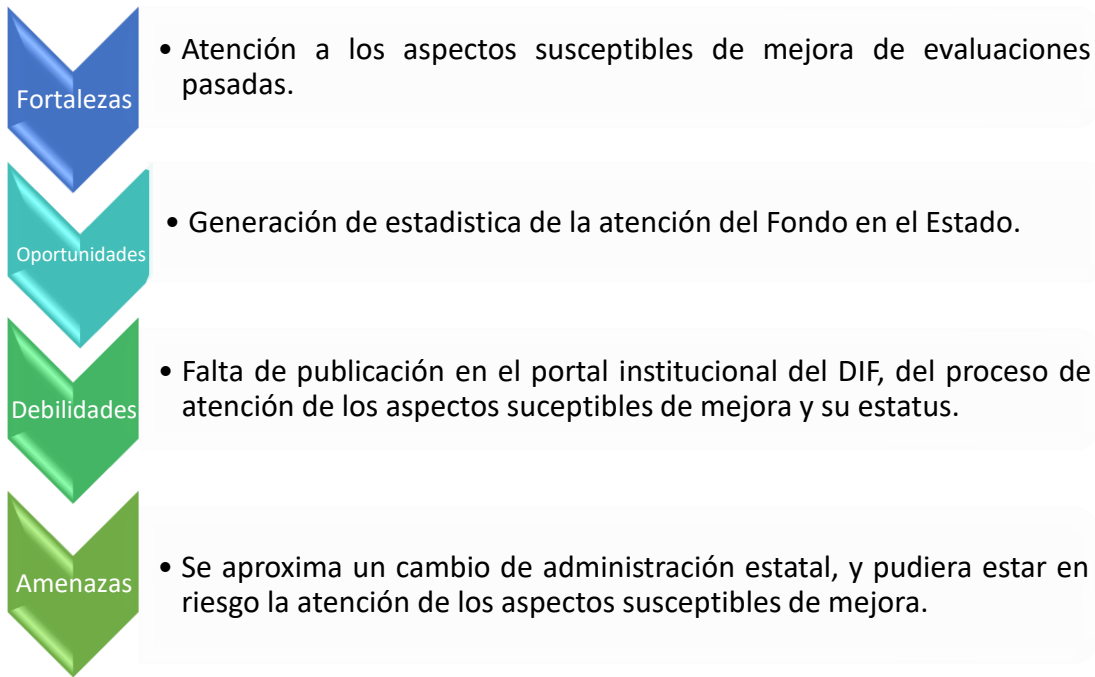 Fortalezas
• Atención a los aspectos susceptibles de mejora de evaluaciones
pasadas.
Oportunidades
• Generación de estadistica de la atención del Fondo en el Estado.
Debilidades
• Falta de publicación en el portal institucional del DIF, del proceso de
atención de los aspectos suceptibles de mejora y su estatus.
Amenazas
• Se aproxima un cambio de administración estatal, y pudiera estar en
riesgo la atención de los aspectos susceptibles de mejora.